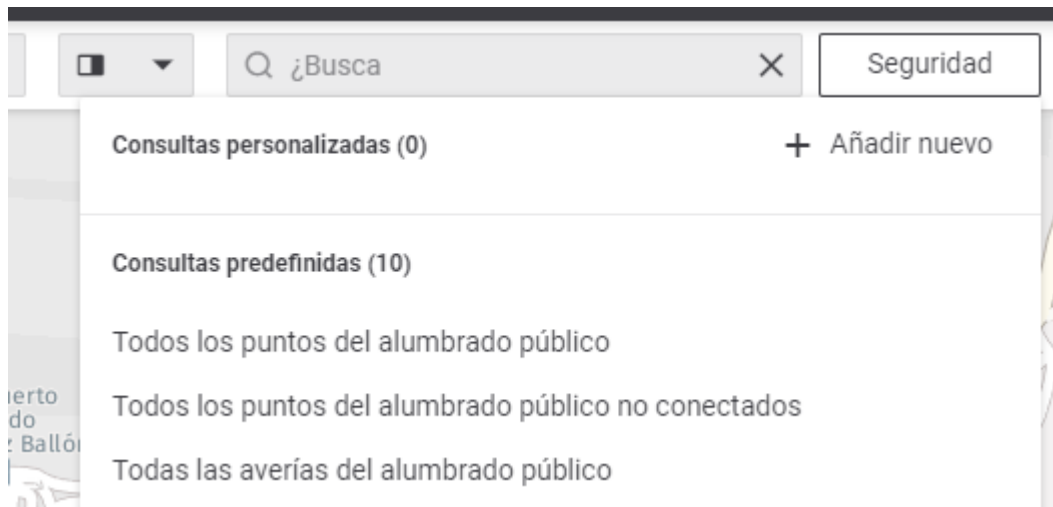 ¿Busca
Seguridad
Consultas personalizadas (0)
+ Añadir nuevo
Consultas predefinidas (10)
Todos los puntos del alumbrado público
Todos los puntos del alumbrado público no conectados
Todas las averías del alumbrado público